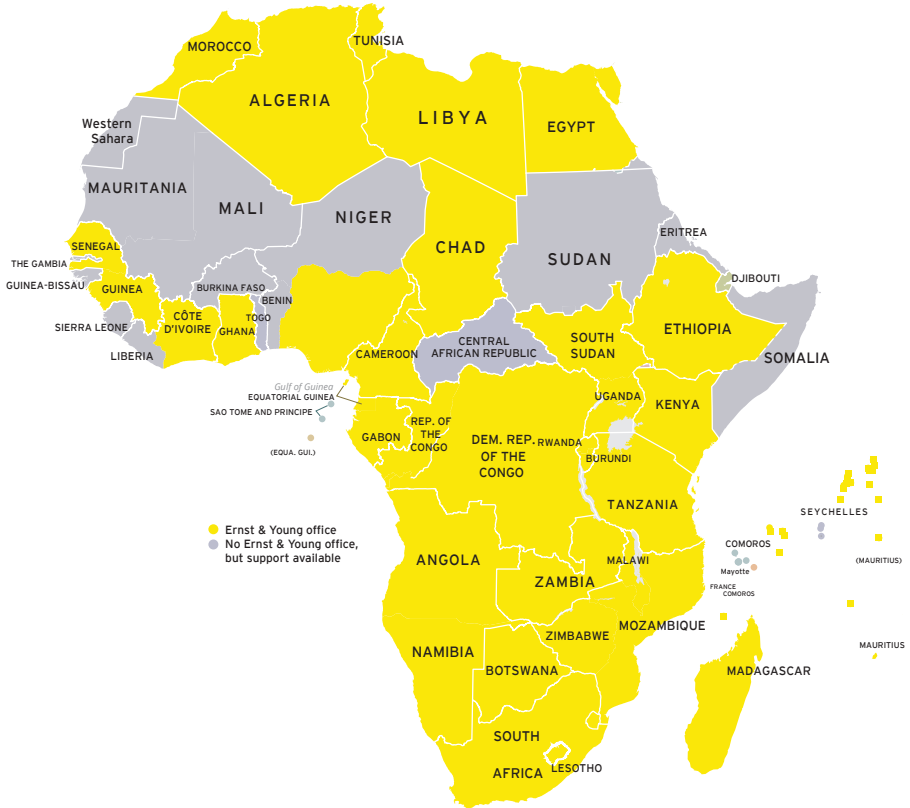 TUNISIA
MOROCCO
ALGERIA
LIBYA
EGYPT
Western
Sahara
MAURITANIA
MALI
NIGER
CHAD
SUDAN
ERITREA
SENEGAL
THE GAMBIA
GUINEA-BISSAU
GUINEA
BURKINA FASO
BENIN
DJIBOUTI
SIERRA LEONE
CÔTE
D'IVOIRE
GHANA
TOGO
LIBERIA
CAMEROON
CENTRAL
AFRICAN REPUBLIC
SOUTH
SUDAN
ETHIOPIA
SOMALIA
Gulf of Guinea
EQUATORIAL GUINEA
SAO TOME AND PRINCIPE
(EQUA. GUI.)
GABON
REP. OF
THE
CONGO
DEM. REP.
OF THE
CONGO
RWANDA
UGANDA
KENYA
BURUNDI
TANZANIA
SEYCHELLES
Ernst & Young office
No Ernst & Young office,
but support available
COMOROS
Mayotte
FRANCE
COMOROS
(MAURITIUS)
ANGOLA
ZAMBIA
MALAWI
MOZAMBIQUE
ZIMBABWE
NAMIBIA
BOTSWANA
MAURITIUS
MADAGASCAR
SOUTH
AFRICA
LESOTHO